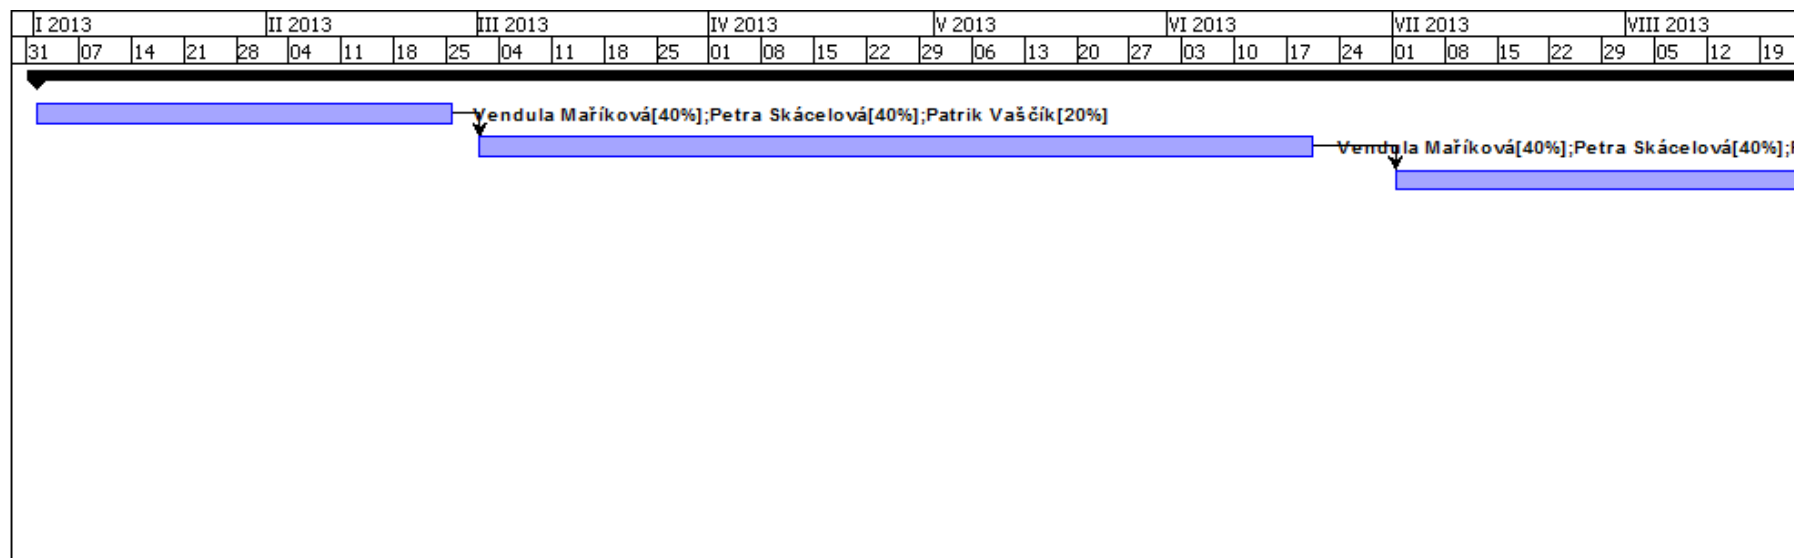 I 2013 II 2013 III 2013 IV 2013 V 2013 VI 2013 VII 2013 VIII 2013
31 07 14 21 28 04 11 18 25 04 11 18 25 01 08 15 22 29 06 13 20 27 03 10 17 24 01 08 15 22 29 05 12 19
Vendula Maříková[40%];Petra Skácelová[40%];Patrik Vaščík[20%]
Vendula Maříková[40%];Petra Skácelová[40%];